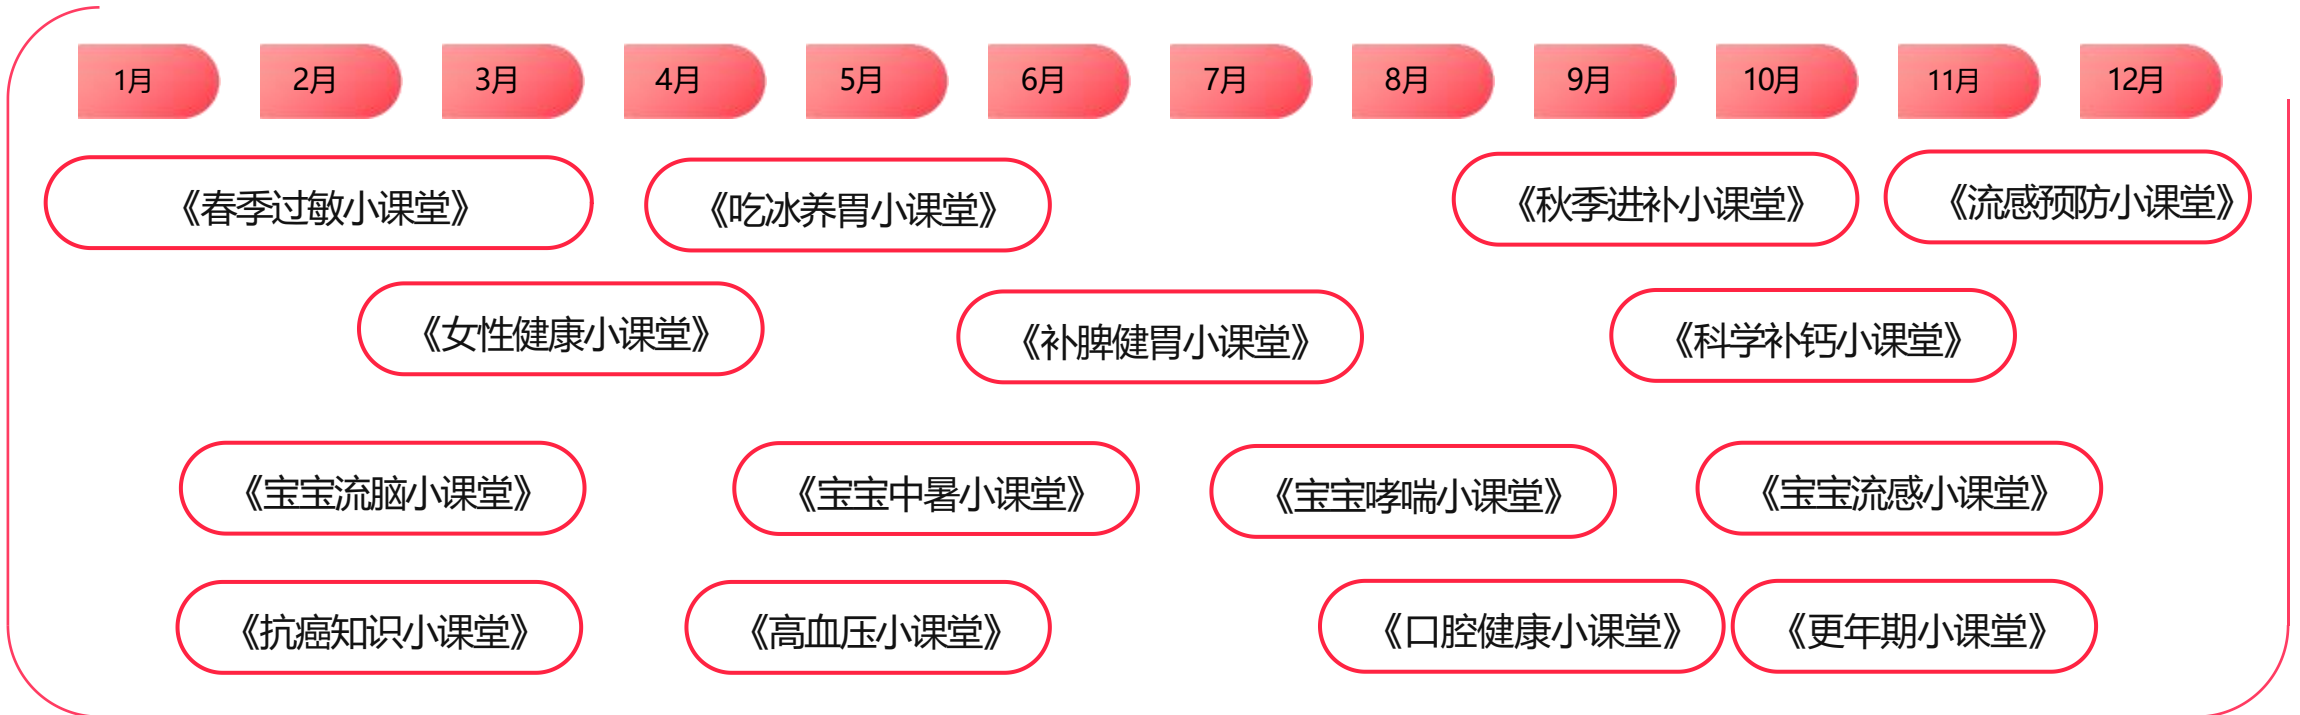 1月
2月
3月
4月
5月
6月
7月
8月
9月
10月
11月
12月
《春季过敏小课堂》
《吃冰养胃小课堂》
《秋季进补小课堂》
《流感预防小课堂》
《女性健康小课堂》
《补脾健胃小课堂》
《科学补钙小课堂》
《宝宝流脑小课堂》
《宝宝中暑小课堂》
《宝宝哮喘小课堂》
《宝宝流感小课堂》
《抗癌知识小课堂》
《高血压小课堂》
《口腔健康小课堂》
《更年期小课堂》